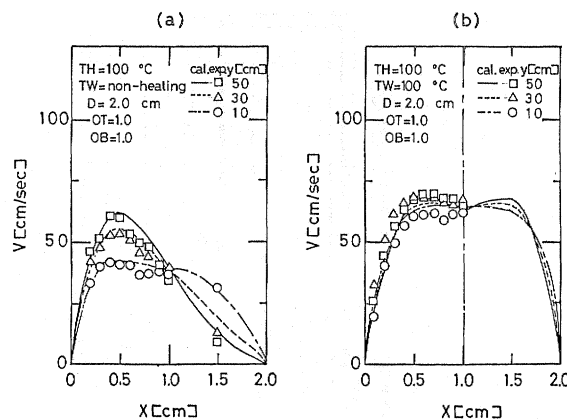 (a)
TH=100 °C
TW=non-heating
D=2.0 cm
OT=1.0
OB=1.0
cal. exp. y[cm]
50
30
10
100
50
0
V[cm/sec]
0 0.5 1.0 1.5 2.0
X[cm]
(b)
TH=100 °C
TW=100 °C
D=2.0 cm
OT=1.0
OB=1.0
cal. exp. y[cm]
50
30
10
100
50
0
V[cm/sec]
0 0.5 1.0 1.5 2.0
X[cm]